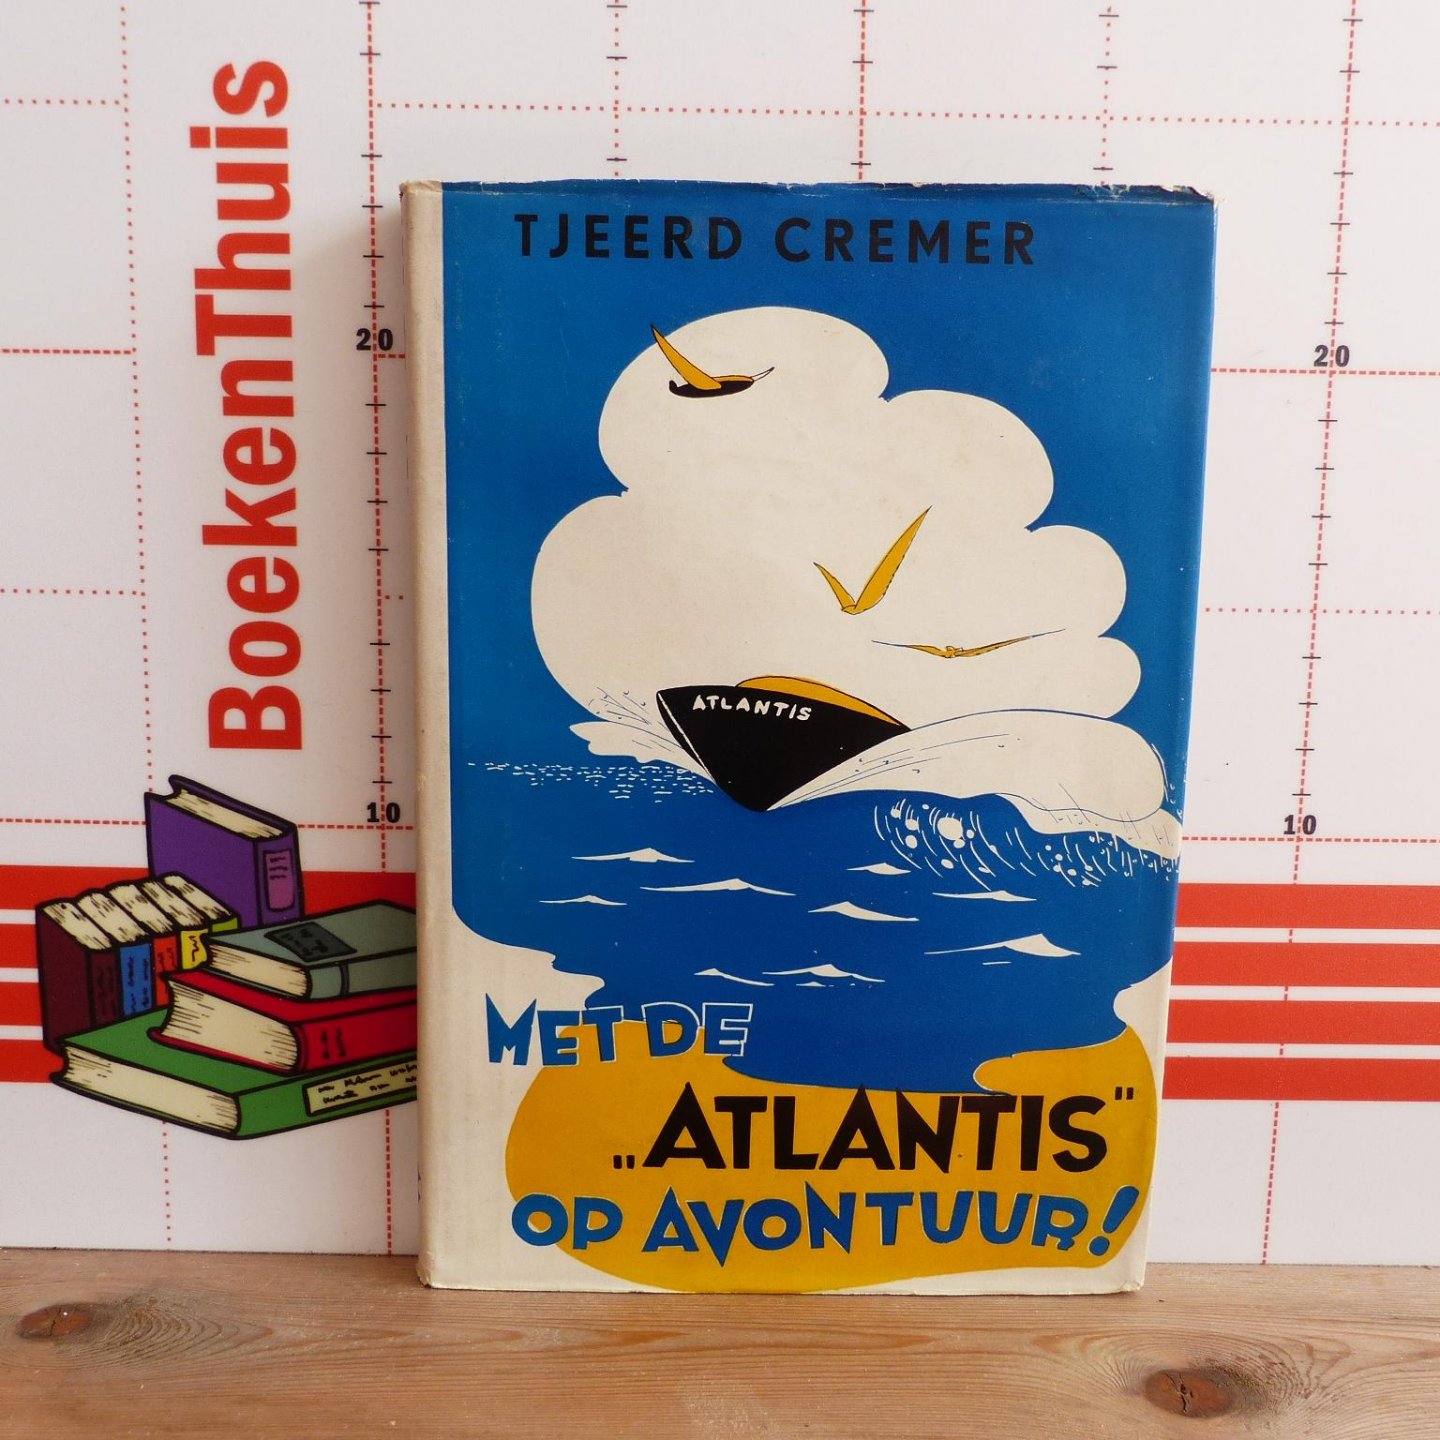 BoekenThuis
20
20
10
10
TJEERD CREMER
ATLANTIS
MET DE
„ATLANTIS”
OP AVONTUUR!